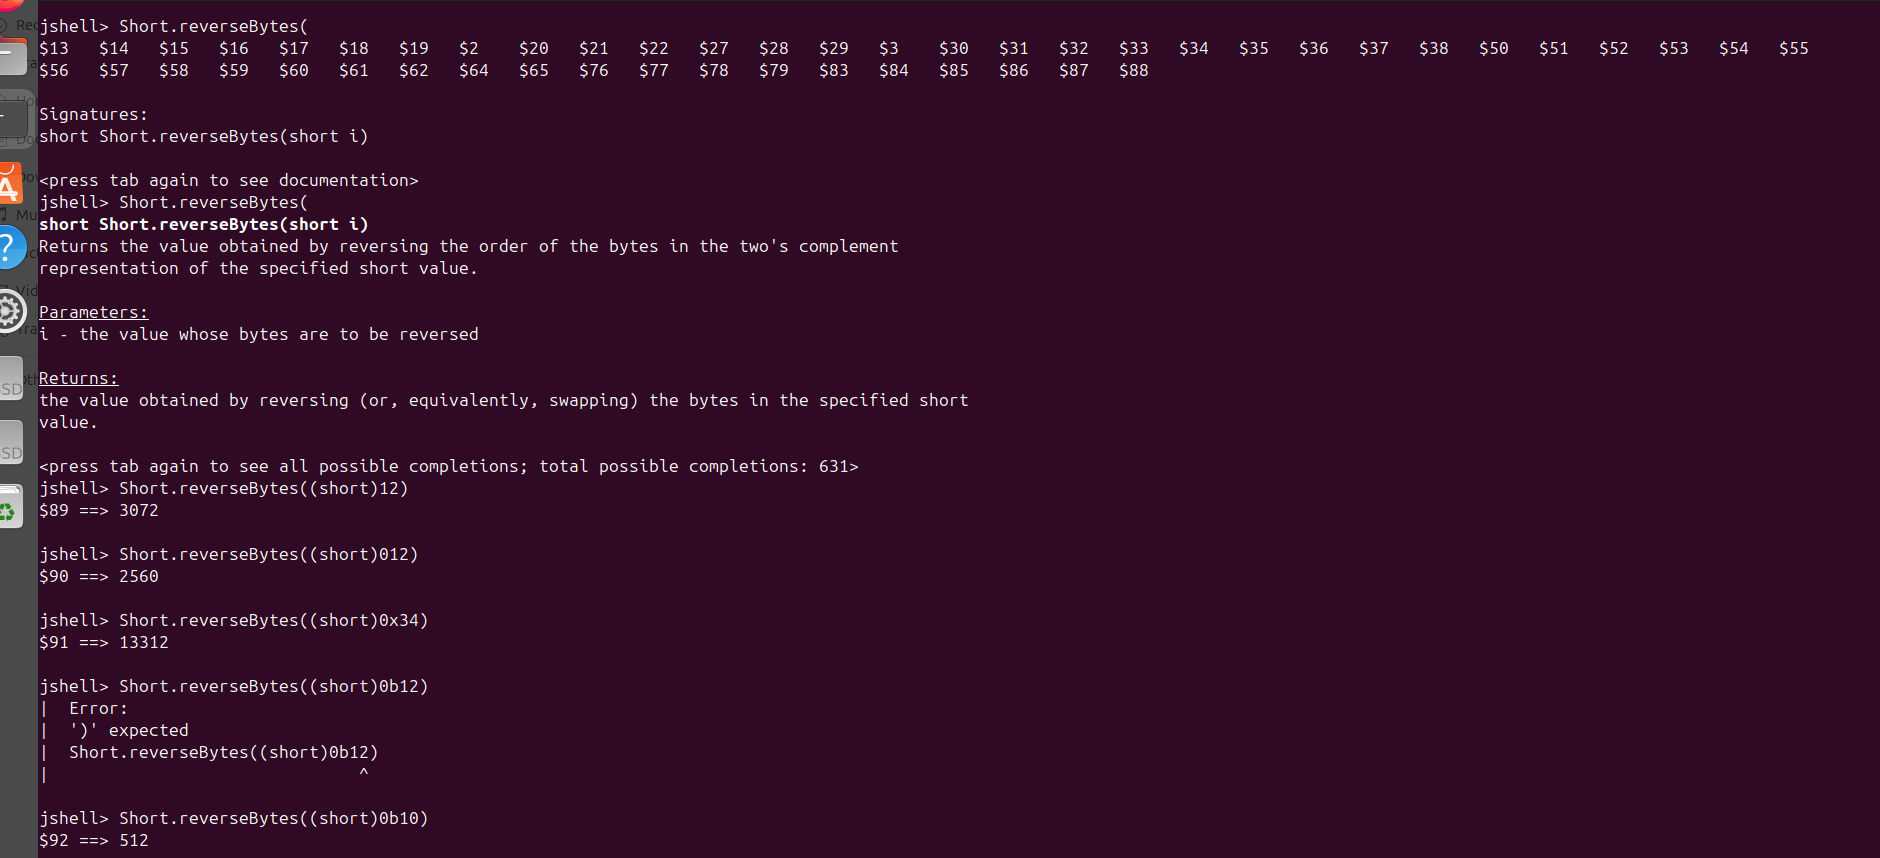 jshell> Short.reverseBytes(
$13   $14   $15   $16   $17   $18   $19   $2    $20   $21   $22   $27   $28   $29   $3    $30   $31   $32   $33   $34   $35   $36   $37   $38   $50   $51   $52   $53   $54   $55
$56   $57   $58   $59   $60   $61   $62   $64   $65   $76   $77   $78   $79   $83   $84   $85   $86   $87   $88
Signatures:
short Short.reverseBytes(short i)
<press tab again to see documentation>
jshell> Short.reverseBytes(
short Short.reverseBytes(short i)
Returns the value obtained by reversing the order of the bytes in the two's complement
representation of the specified short value.
Parameters:
i - the value whose bytes are to be reversed
Returns:
the value obtained by reversing (or, equivalently, swapping) the bytes in the specified short
value.
<press tab again to see all possible completions; total possible completions: 631>
jshell> Short.reverseBytes((short)12)
$89 ==> 3072
jshell> Short.reverseBytes((short)012)
$90 ==> 2560
jshell> Short.reverseBytes((short)0x34)
$91 ==> 13312
jshell> Short.reverseBytes((short)0b12)
|  Error:
|  ')' expected
|  Short.reverseBytes((short)0b12)
|                                ^
jshell> Short.reverseBytes((short)0b10)
$92 ==> 512